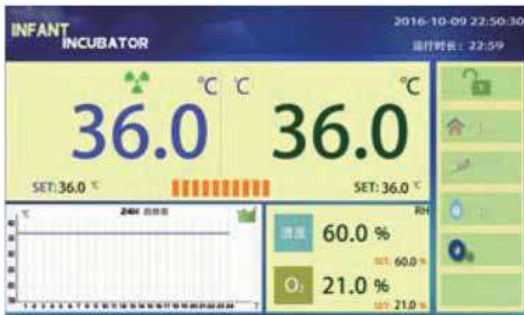 INFANT
INCUBATOR
2016-10-09 22:50:30
运行时长：22:59
℃ ℃ ℃
36.0 36.0
SET:36.0 ℃ SET:36.0 ℃
℃ 24H
RH
湿度 60.0 %
SET: 60.0 %
O₂ 21.0 %
SET: 21.0 %